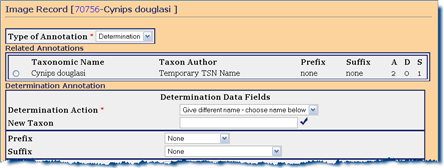 Image Record [70756-Cynips douglasi ]
Type of Annotation * Determination
Related Annotations
Taxonomic Name Taxon Author Prefix Suffix A D S
Cynips douglasi Temporary TSN Name none none 2 0 1
Determination Annotation
Determination Data Fields
Determination Action * Give different name - choose name below
New Taxon
Prefix None
Suffix None